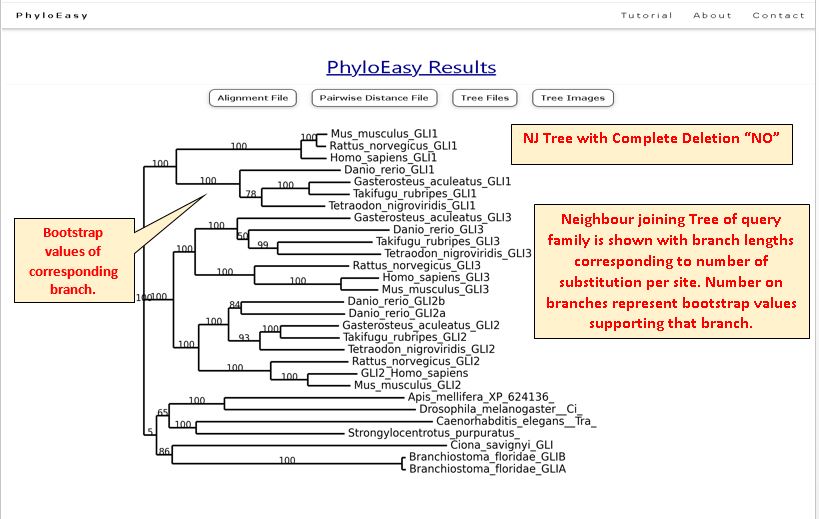 PhyloEasy
Tutorial About Contact
PhyloEasy Results
Alignment File
Pairwise Distance File
Tree Files
Tree Images
NJ Tree with Complete Deletion “NO”
Neighbour joining Tree of query
family is shown with branch lengths
corresponding to number of
substitution per site. Number on
branches represent bootstrap values
supporting that branch.
Bootstrap
values of
corresponding
branch.
100
Mus_musculus_GLI1
100
Rattus_norvegicus_GLI1
Homo_sapiens_GLI1
100
Danio_rerio_GLI1
100
100
Gasterosteus_aculeatus_GLI1
78
Takifugu_rubripes_GLI1
Tetraodon_nigroviridis_GLI1
100
Gasterosteus_aculeatus_GLI3
50
Danio_rerio_GLI3
99
Takifugu_rubripes_GLI3
100
Tetraodon_nigroviridis_GLI3
100
Rattus_norvegicus_GLI3
100
Homo_sapiens_GLI3
Mus_musculus_GLI3
100
100
84
Danio_rerio_GLI2b
Danio_rerio_GLI2a
100
100
Gasterosteus_aculeatus_GLI2
93
Takifugu_rubripes_GLI2
100
Tetraodon_nigroviridis_GLI2
100
Rattus_norvegicus_GLI2
100
GLI2_Homo_sapiens
Mus_musculus_GLI2
100
Apis_mellifera_XP_624136_
65
Drosophila_melanogaster__Ci_
100
Caenorhabditis_elegans__Tra_
5
Strongylocentrotus_purpuratus_
86
Ciona_savignyi_GLI
100
Branchiostoma_floridae_GLIB
Branchiostoma_floridae_GLIA